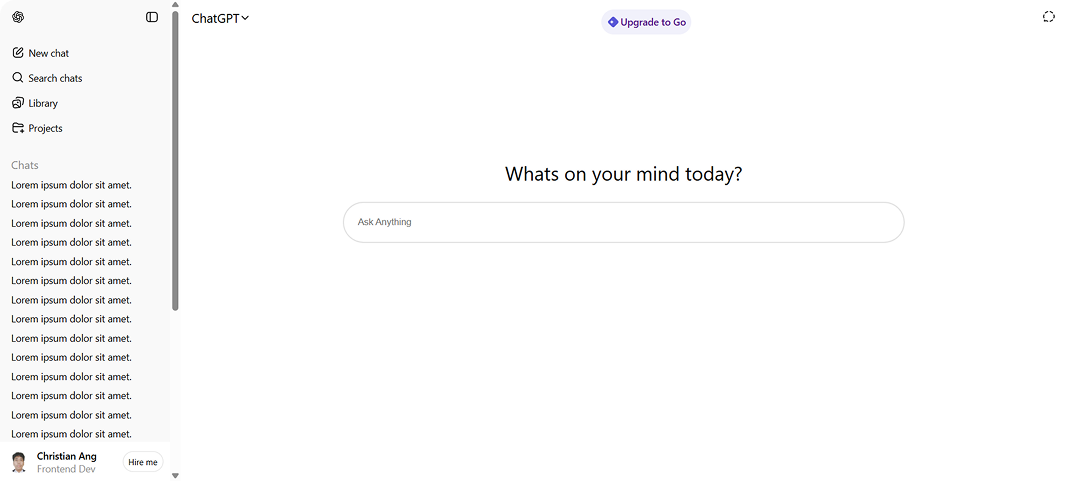 ChatGPT
Upgrade to Go
New chat
Search chats
Library
Projects
Chats
Lorem ipsum dolor sit amet.
Lorem ipsum dolor sit amet.
Lorem ipsum dolor sit amet.
Lorem ipsum dolor sit amet.
Lorem ipsum dolor sit amet.
Lorem ipsum dolor sit amet.
Lorem ipsum dolor sit amet.
Lorem ipsum dolor sit amet.
Lorem ipsum dolor sit amet.
Lorem ipsum dolor sit amet.
Lorem ipsum dolor sit amet.
Lorem ipsum dolor sit amet.
Lorem ipsum dolor sit amet.
Lorem ipsum dolor sit amet.
Christian Ang
Frontend Dev
Hire me
Whats on your mind today?
Ask Anything